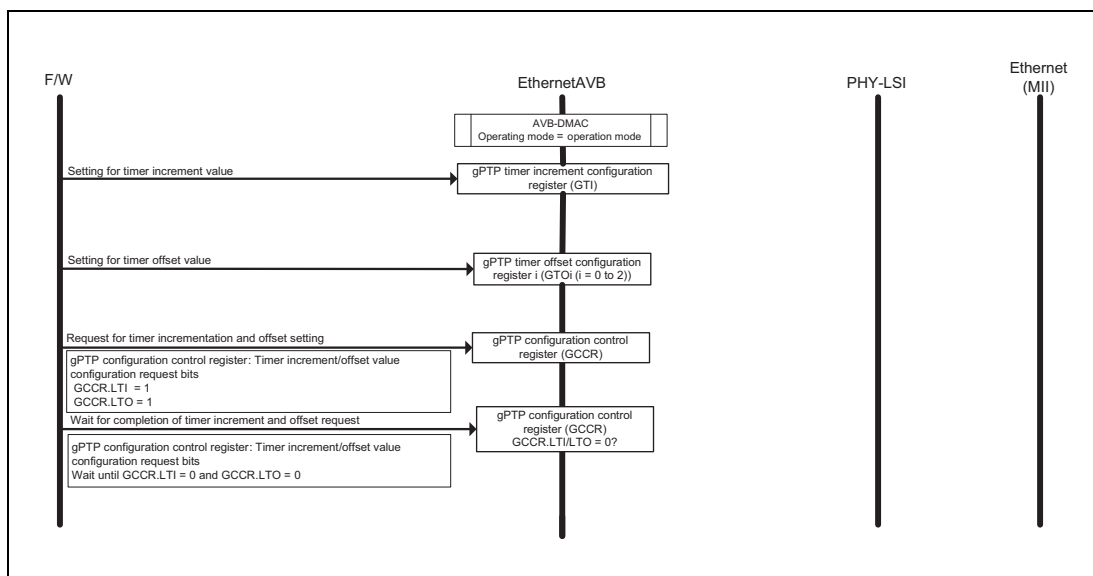 F/W
EthernetAVB
PHY-LSI
Ethernet
(MII)
AVB-DMAC
Operating mode = operation mode
Setting for timer increment value
gPTP timer increment configuration
register (GTI)
Setting for timer offset value
gPTP timer offset configuration
register i (GTOi (i = 0 to 2))
Request for timer incrementation and offset setting
gPTP configuration control
register (GCCR)
gPTP configuration control register: Timer increment/offset value
configuration request bits
GCCR.LTI = 1
GCCR.LTO = 1
Wait for completion of timer increment and offset request
gPTP configuration control
register (GCCR)
GCCR.LTI/LTO = 0?
gPTP configuration control register: Timer increment/offset value
configuration request bits
Wait until GCCR.LTI = 0 and GCCR.LTO = 0